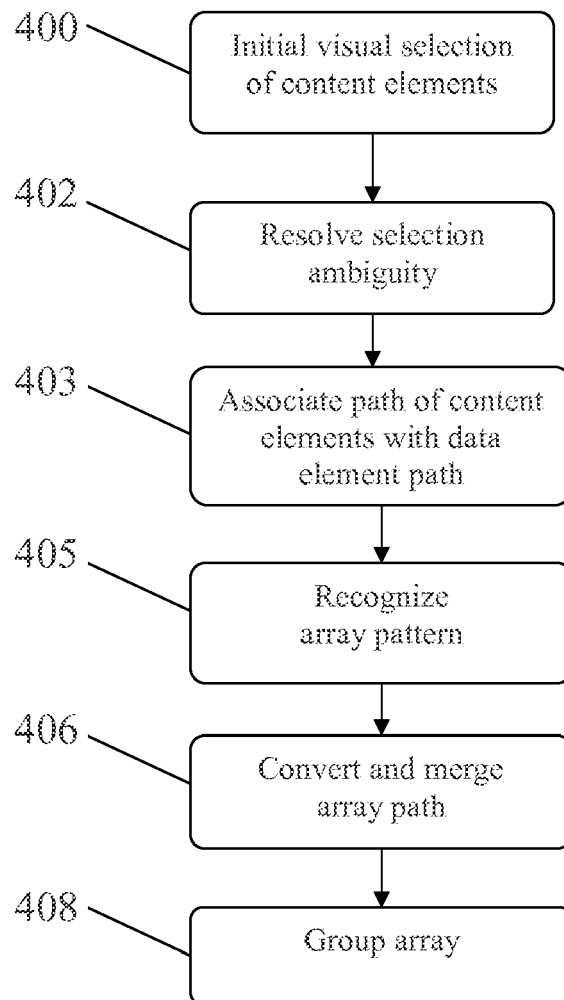 400
Initial visual selection
of content elements
402
Resolve selection
ambiguity
403
Associate path of content
elements with data
element path
405
Recognize
array pattern
406
Convert and merge
array path
408
Group array